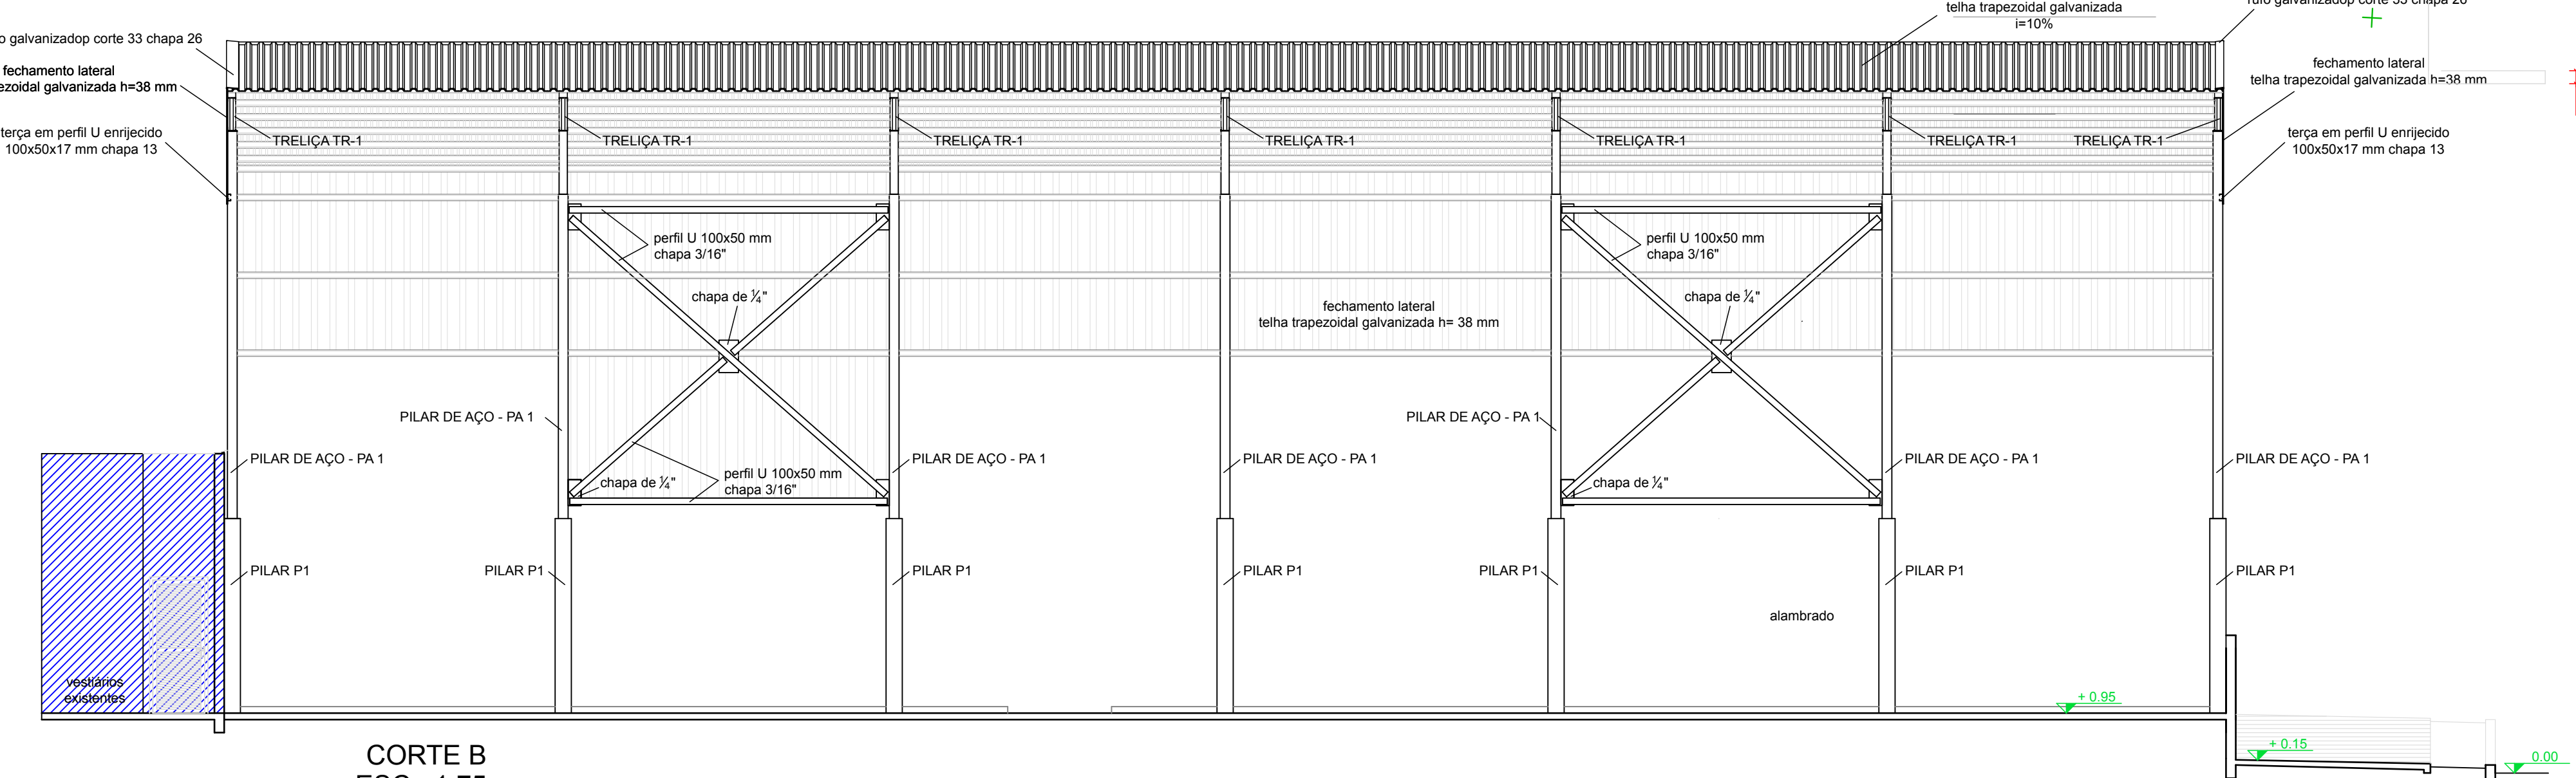 telha trapezoidal galvanizada
i=10%
galvanizadop corte 33 chapa 26
galvanizadop corte 33 chapa 26
fechamento lateral
galvanizada h=38 mm
fechamento lateral
telha trapezoidal galvanizada h=38 mm
terça em perfil U enrijecido
100x50x17 mm chapa 13
TRELIÇA TR-1
TRELIÇA TR-1
TRELIÇA TR-1
TRELIÇA TR-1
TRELIÇA TR-1
TRELIÇA TR-1
TRELIÇA TR-1
terça em perfil U enrijecido
100x50x17 mm chapa 13
perfil U 100x50 mm
chapa 3/16"
perfil U 100x50 mm
chapa 3/16"
chapa de ¼"
chapa de ¼"
fechamento lateral
telha trapezoidal galvanizada h= 38 mm
PILAR DE AÇO - PA 1
PILAR DE AÇO - PA 1
PILAR DE AÇO - PA 1
PILAR DE AÇO - PA 1
PILAR DE AÇO - PA 1
PILAR DE AÇO - PA 1
PILAR DE AÇO - PA 1
chapa de ¼"
perfil U 100x50 mm
chapa 3/16"
chapa de ¼"
PILAR P1
PILAR P1
PILAR P1
PILAR P1
PILAR P1
PILAR P1
PILAR P1
alambrado
vestiários
existentes
+ 0.95
+ 0.15
0.00
CORTE B